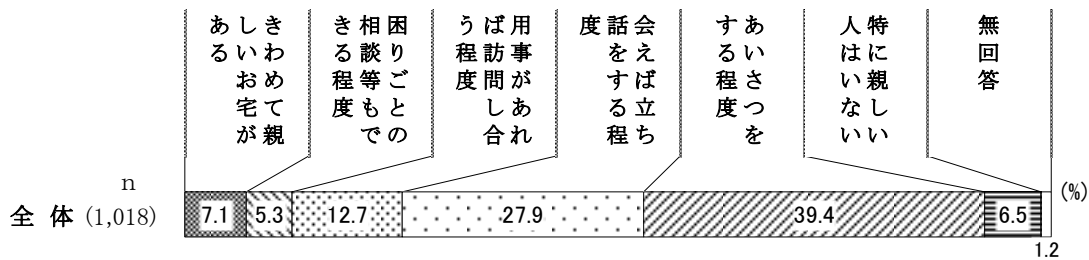 きわめて親
しいお宅が
ある
困りごとの
相談等もで
きる程度
用事があれ
ば訪問し合
う程度
会えば立ち
話をする程
度
あいさつを
する程度
特に親しい
人はいない
無回答
(%)
n
全 体 (1,018)
7.1
5.3
12.7
27.9
39.4
6.5
1.2